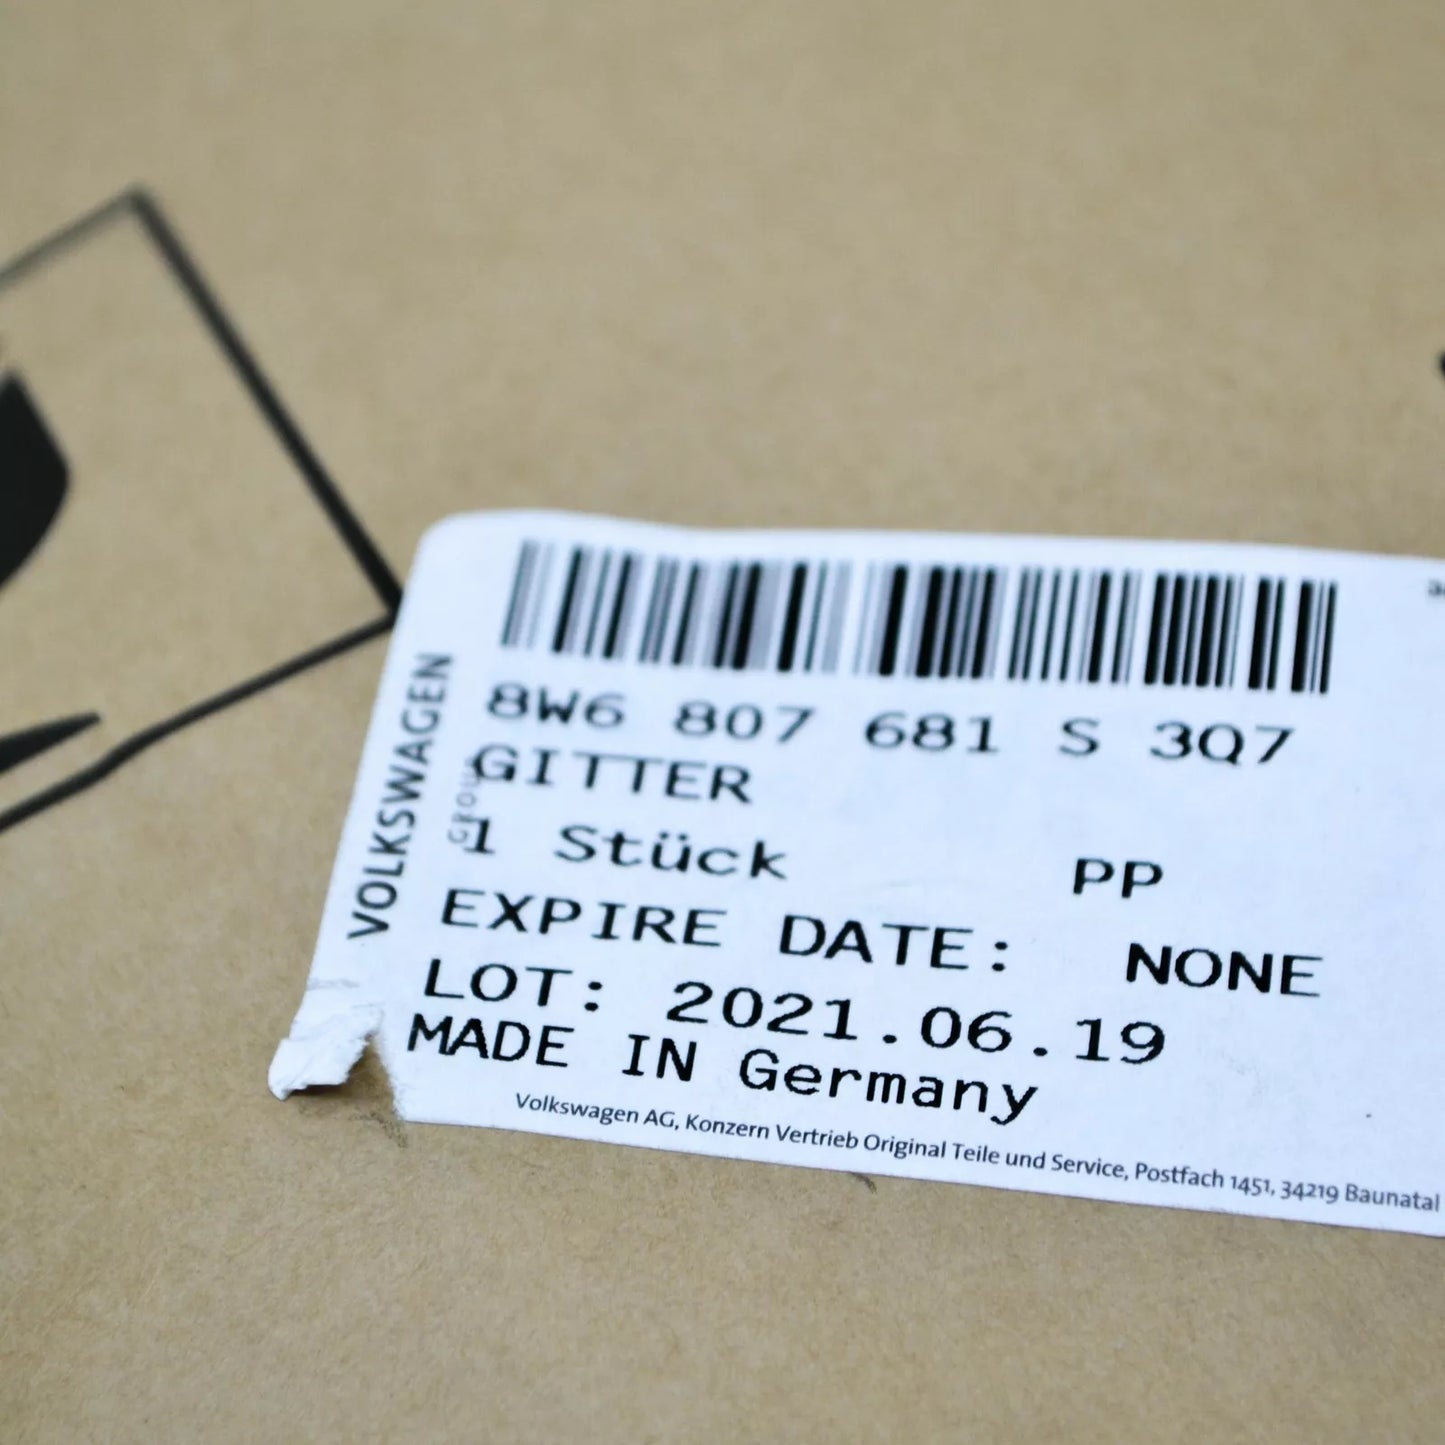 8W6 807 681 S 3Q7
GITTER
1 Stück PP
EXPIRE DATE: NONE
LOT: 2021.06.19
MADE IN Germany
Volkswagen AG, Konzern Vertrieb Original Teile und Service, Postfach 1451, 34219 Baunatal
VOLKSWAGEN
GROUP